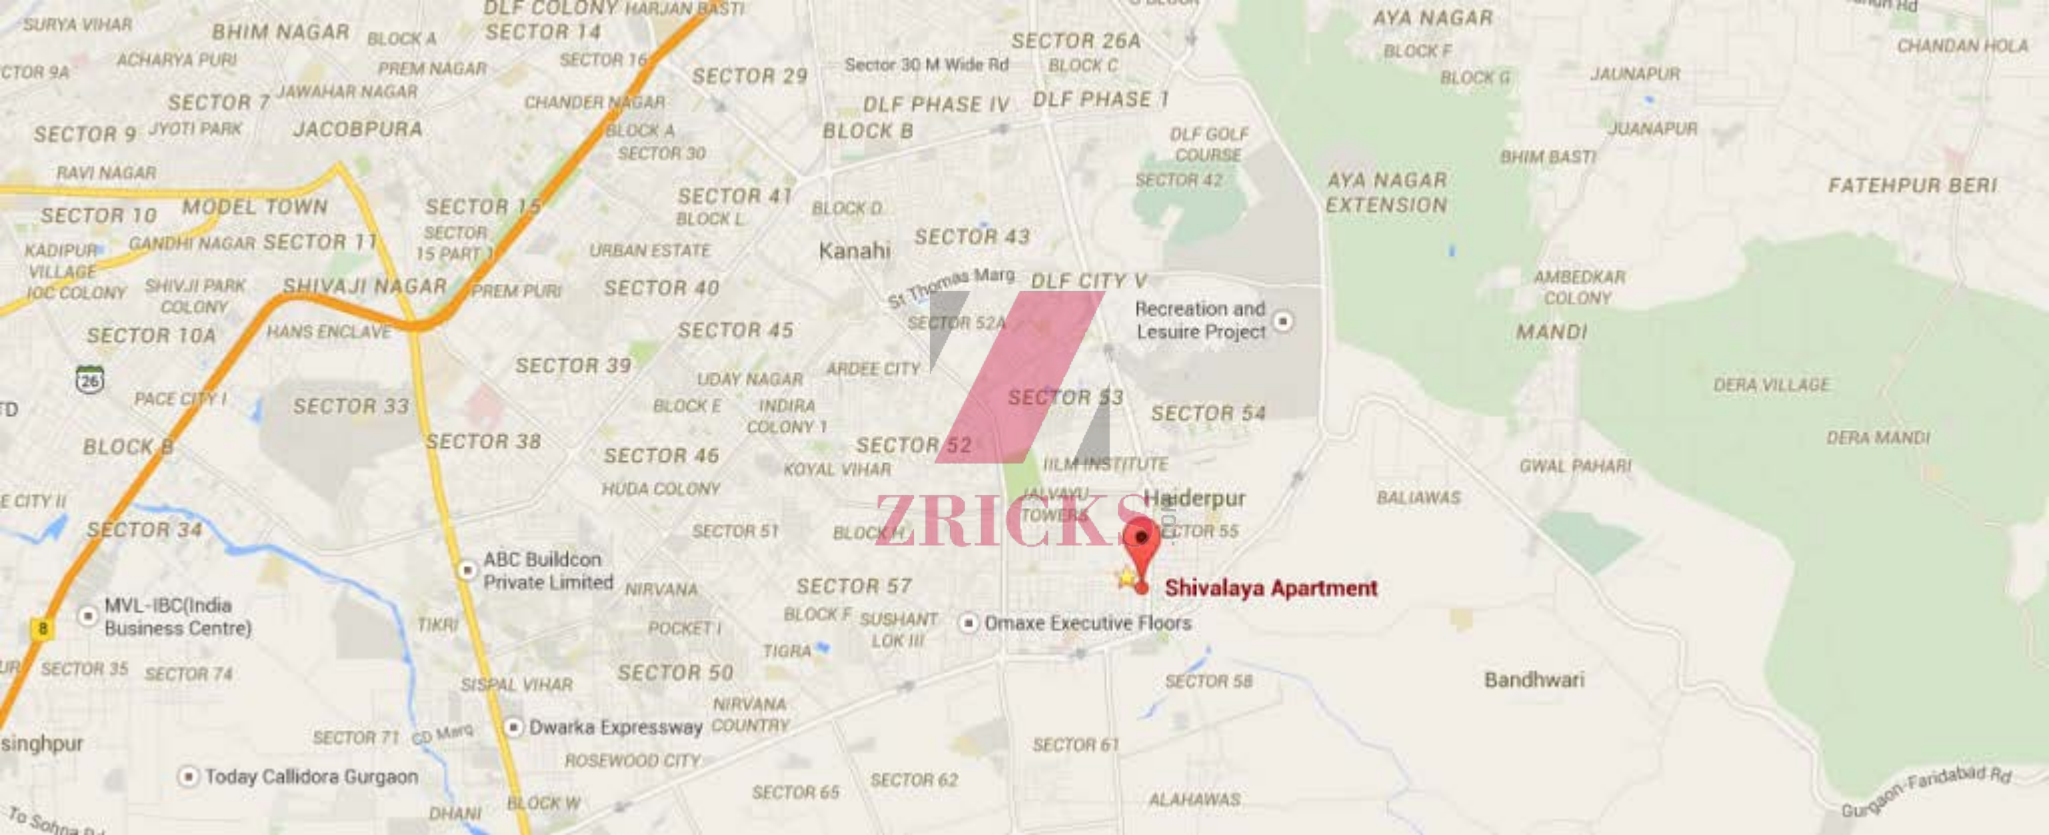 DLF COLONY
HARJAN BASTI
SURYA VIHAR
BHIM NAGAR
BLOCK A
SECTOR 14
AYA NAGAR
BLOCK F
SECTOR 26A
BLOCK C
CHANDAN HOLA
ACHARYA PURI
PREM NAGAR
SECTOR 16
SECTOR 29
Sector 30 M Wide Rd
BLOCK G
JAUNAPUR
SECTOR 7
JAWAHAR NAGAR
CHANDER NAGAR
DLF PHASE IV
DLF PHASE 1
SECTOR 9
JYOTI PARK
JACOBPURA
BLOCK A
SECTOR 30
BLOCK B
DLF GOLF
COURSE
JUANAPUR
BHIM BASTI
RAVI NAGAR
SECTOR 42
AYA NAGAR
EXTENSION
FATEHPUR BERI
SECTOR 10
MODEL TOWN
SECTOR 15
SECTOR 41
BLOCK L
BLOCK D
KADIPUR
VILLAGE
GANDHI NAGAR
SECTOR 11
SECTOR
15 PART 1
URBAN ESTATE
Kanahi
SECTOR 43
IOC COLONY
SHIVJI PARK
COLONY
SHIVAJI NAGAR
PREM PURI
SECTOR 40
St Thomas Marg
DLF CITY V
AMBEDKAR
COLONY
SECTOR 10A
HANS ENCLAVE
SECTOR 45
SECTOR 52A
Recreation and
Lesuire Project
MANDI
26
SECTOR 39
UDAY NAGAR
ARDEE CITY
DERA VILLAGE
PACE CITY I
SECTOR 33
BLOCK E
INDIRA
COLONY 1
SECTOR 53
SECTOR 54
BLOCK B
SECTOR 38
SECTOR 46
SECTOR 52
KOYAL VIHAR
IILM INSTITUTE
DERA MANDI
GWAL PAHARI
E CITY II
HUDA COLONY
JALVAYU
TOWERS
Haiderpur
BALIAWAS
SECTOR 34
SECTOR 51
BLOCK H
ZRICKS
.COM
SECTOR 55
ABC Buildcon
Private Limited
NIRVANA
SECTOR 57
Shivalaya Apartment
MVL-IBC(India
Business Centre)
8
TIKRI
POCKET I
BLOCK F
SUSHANT
LOK III
Omaxe Executive Floors
TIGRA
SECTOR 35
SECTOR 74
SISPAL VIHAR
SECTOR 50
SECTOR 58
Bandhwari
NIRVANA
COUNTRY
singhpur
SECTOR 71
CD Marg
Dwarka Expressway
SECTOR 61
Today Callidora Gurgaon
ROSEWOOD CITY
SECTOR 65
SECTOR 62
Gurgaon-Faridabad Rd
DHANI
BLOCK W
ALAHAWAS
To Sohna Rd